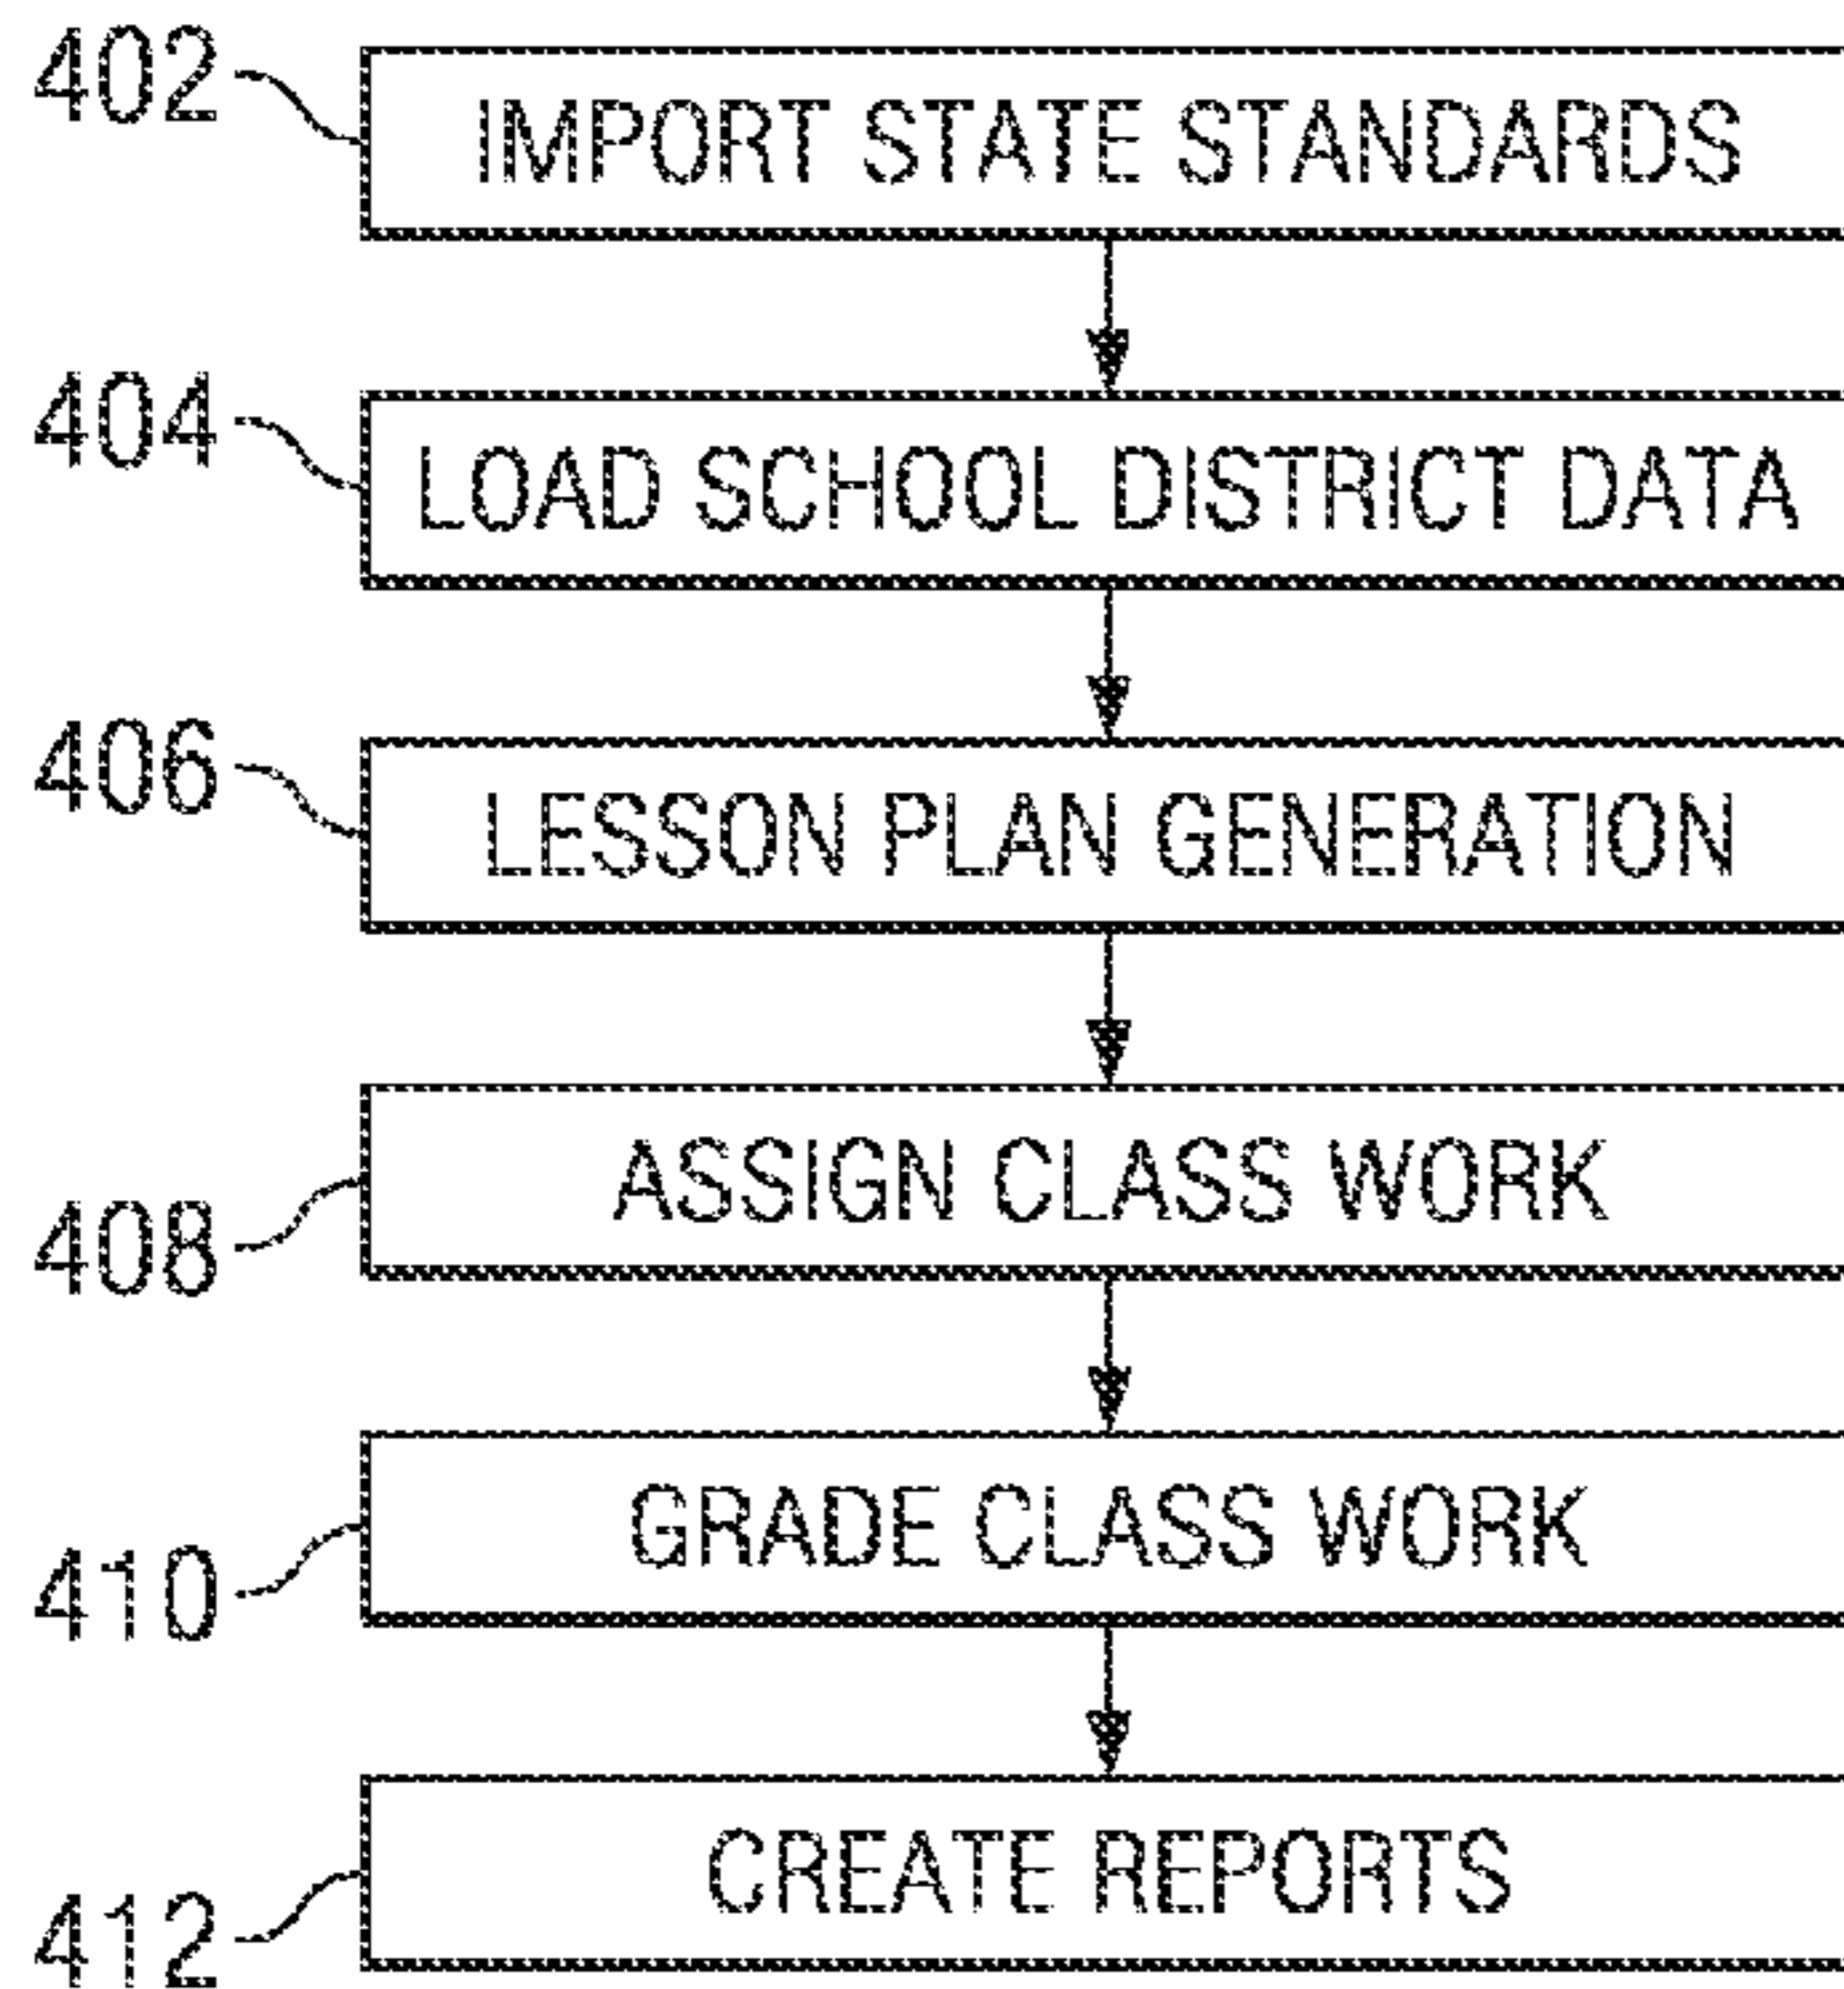 402 IMPORT STATE STANDARDS
404 LOAD SCHOOL DISTRICT DATA
406 LESSON PLAN GENERATION
408 ASSIGN CLASS WORK
410 GRADE CLASS WORK
412 CREATE REPORTS